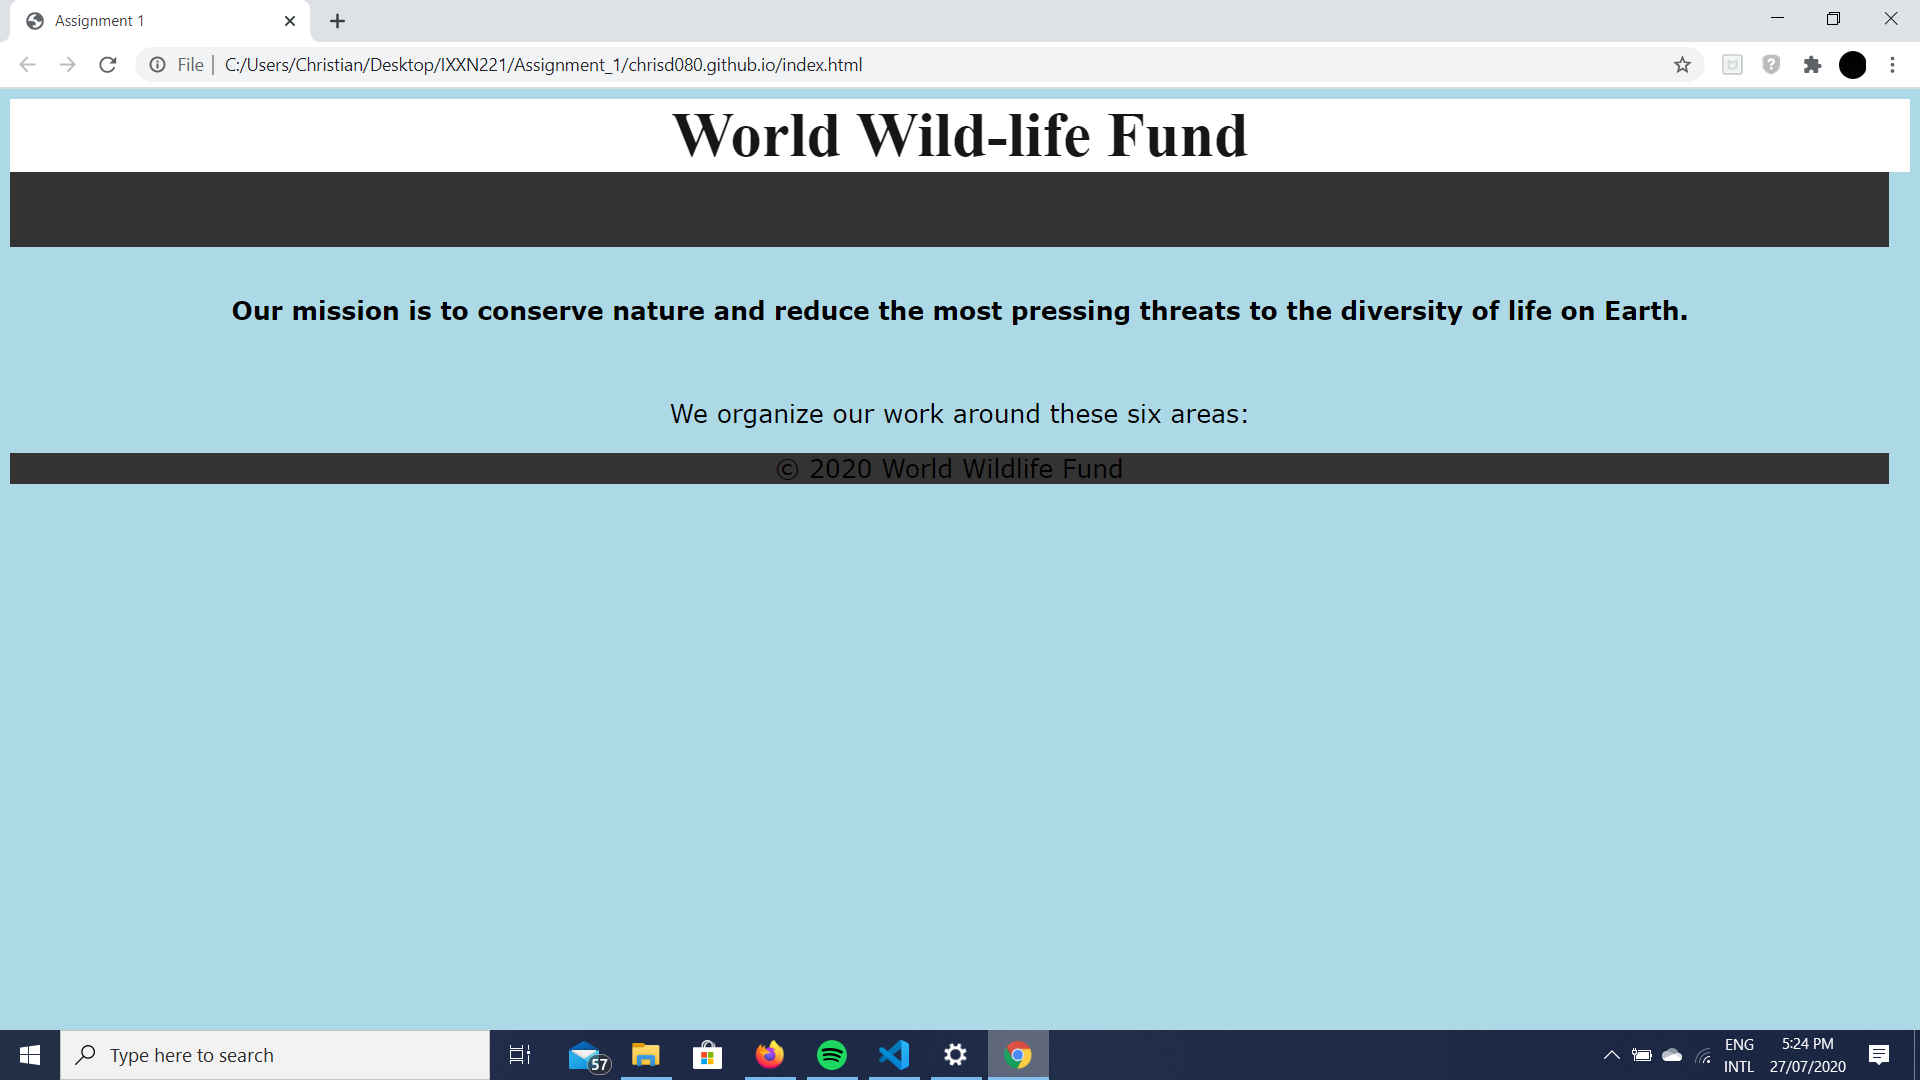 Assignment 1
File | C:/Users/Christian/Desktop/IXXN221/Assignment_1/chrisd080.github.io/index.html
World Wild-life Fund
Our mission is to conserve nature and reduce the most pressing threats to the diversity of life on Earth.
We organize our work around these six areas:
© 2020 World Wildlife Fund
Type here to search
57
ENG
INTL
5:24 PM
27/07/2020